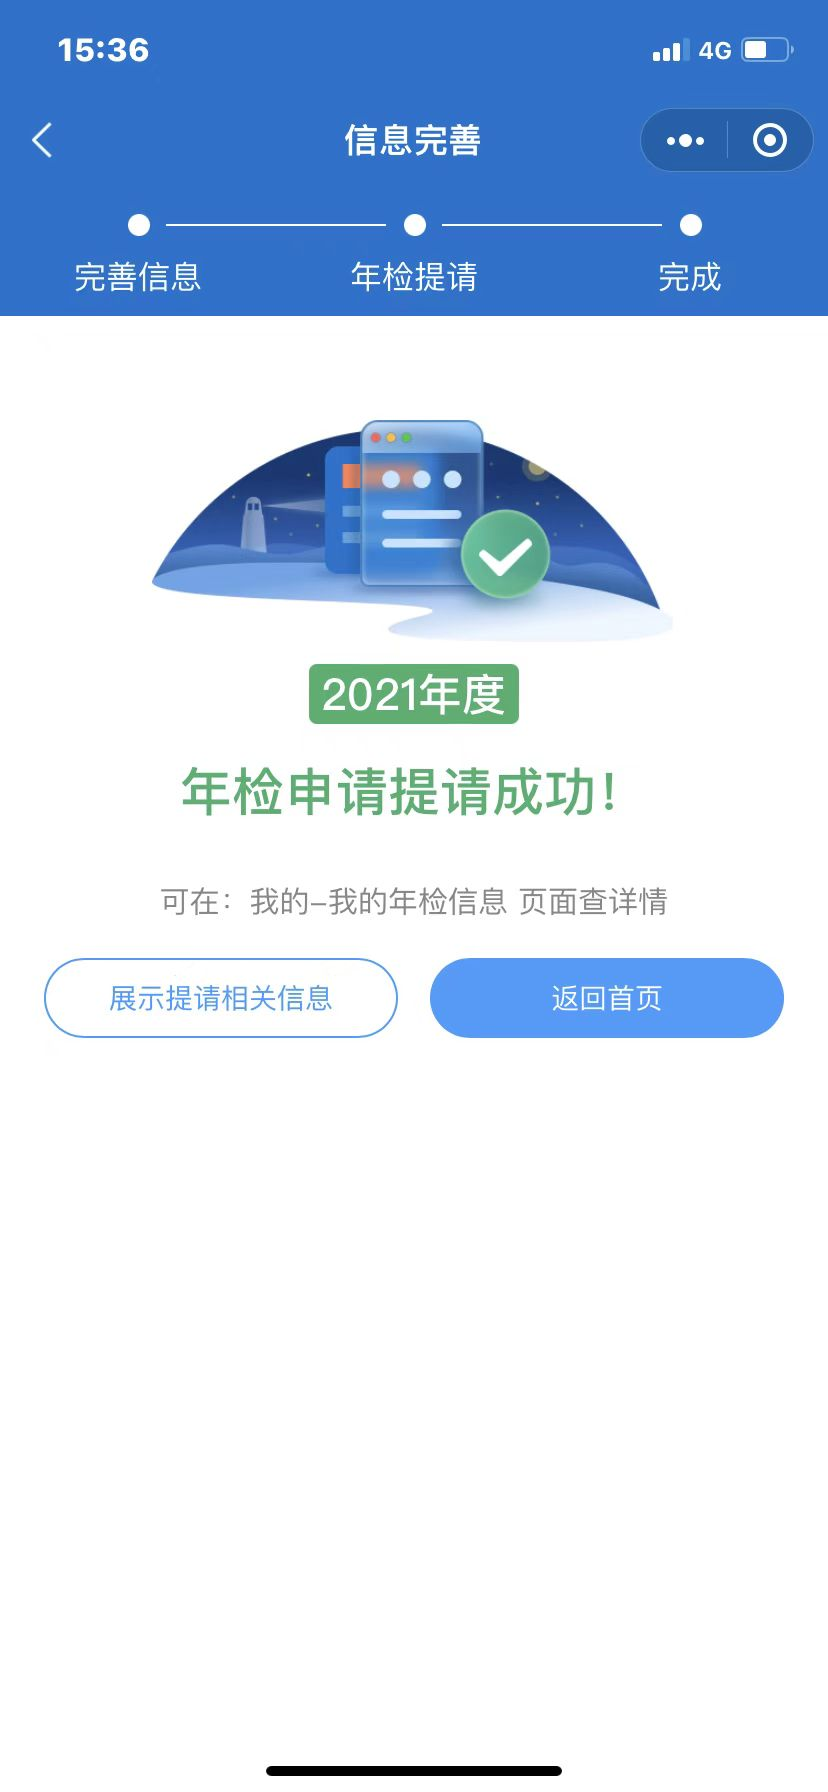 15:36
4G
信息完善
完善信息
年检提请
完成
2021年度
年检申请提请成功！
可在：我的-我的年检信息 页面查详情
展示提请相关信息
返回首页